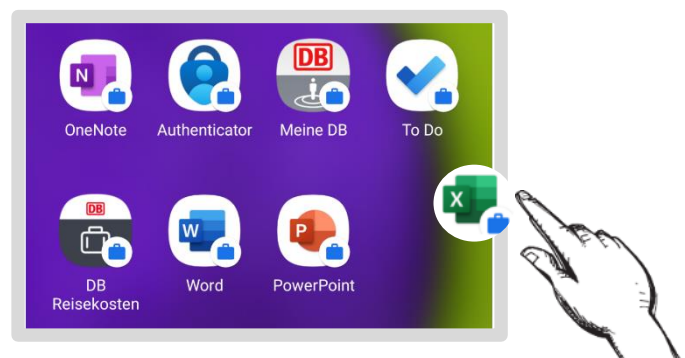 N
DB
OneNote
Authenticator
Meine DB
To Do
DB
W
P
X
DB
Reisekosten
Word
PowerPoint